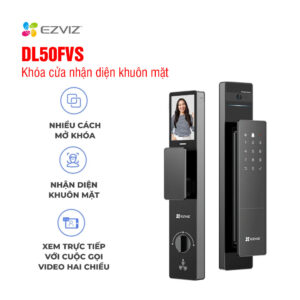 EZVIZ
DL50FVS
Khóa cửa nhận diện khuôn mặt
NHIỀU CÁCH
MỞ KHÓA
NHẬN DIỆN
KHUÔN MẶT
XEM TRỰC TIẾP
VỚI CUỘC GỌI
VIDEO HAI CHIỀU
EZVIZ